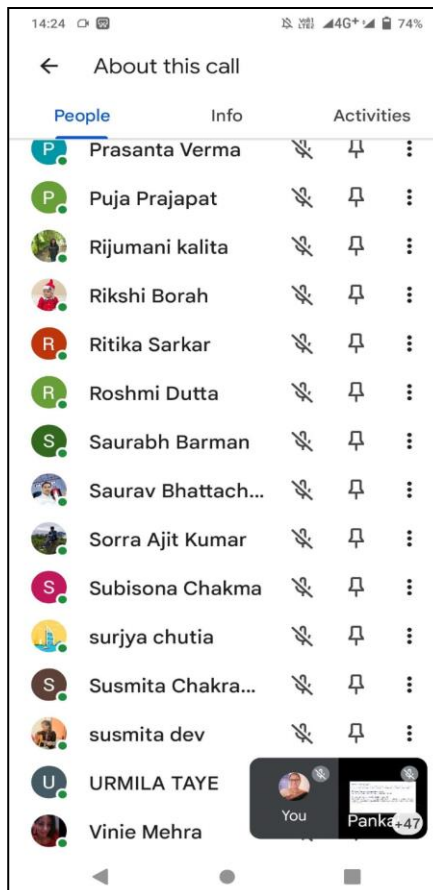 14:24 4G+ 74%
About this call
People Info Activities
P Prasanta Verma
P Puja Prajapat
Rijumani kalita
Rikshi Borah
R Ritika Sarkar
R Roshmi Dutta
S Saurabh Barman
Saurav Bhattach...
Sorra Ajit Kumar
S Subisona Chakma
surjya chutia
S Susmita Chakra...
susmita dev
U URMILA TAYE
Vinie Mehra
You Panka +47